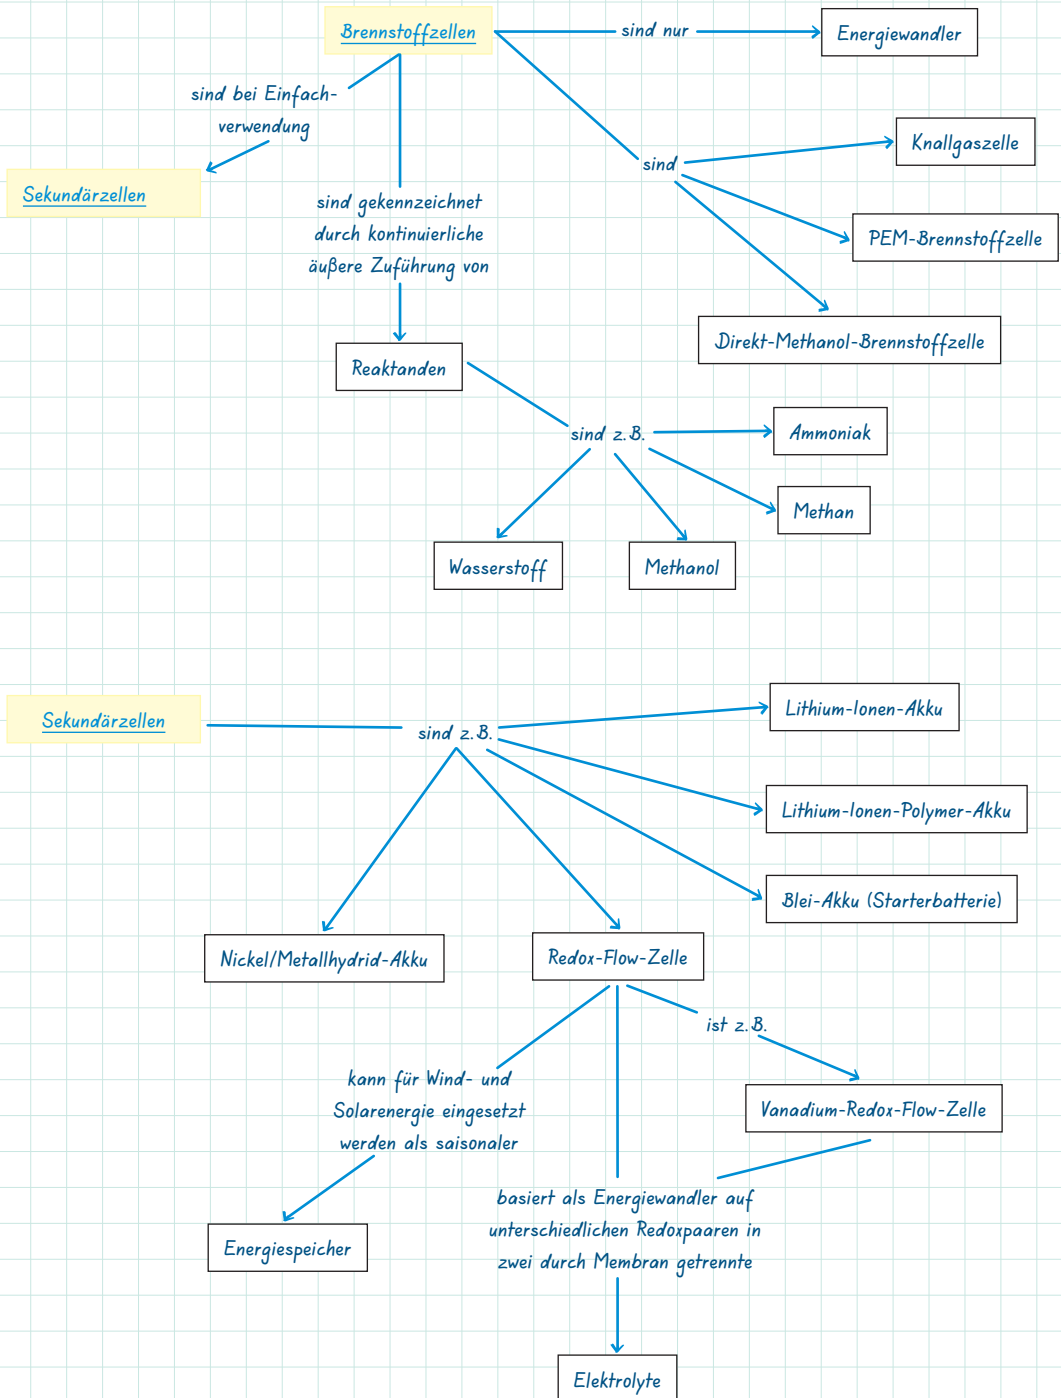 Brennstoffzellen
sind nur
Energiewandler
sind bei Einfach-
verwendung
Sekundärzellen
sind gekennzeichnet
durch kontinuierliche
äußere Zuführung von
Reaktanden
sind
Knallgaszelle
PEM-Brennstoffzelle
Direkt-Methanol-Brennstoffzelle
sind z.B.
Ammoniak
Methan
Methanol
Wasserstoff
Sekundärzellen
sind z.B.
Lithium-Ionen-Akku
Lithium-Ionen-Polymer-Akku
Blei-Akku (Starterbatterie)
Redox-Flow-Zelle
Nickel/Metallhydrid-Akku
ist z.B.
Vanadium-Redox-Flow-Zelle
kann für Wind- und
Solarenergie eingesetzt
werden als saisonaler
Energiespeicher
basiert als Energiewandler auf
unterschiedlichen Redoxpaaren in
zwei durch Membran getrennte
Elektrolyte